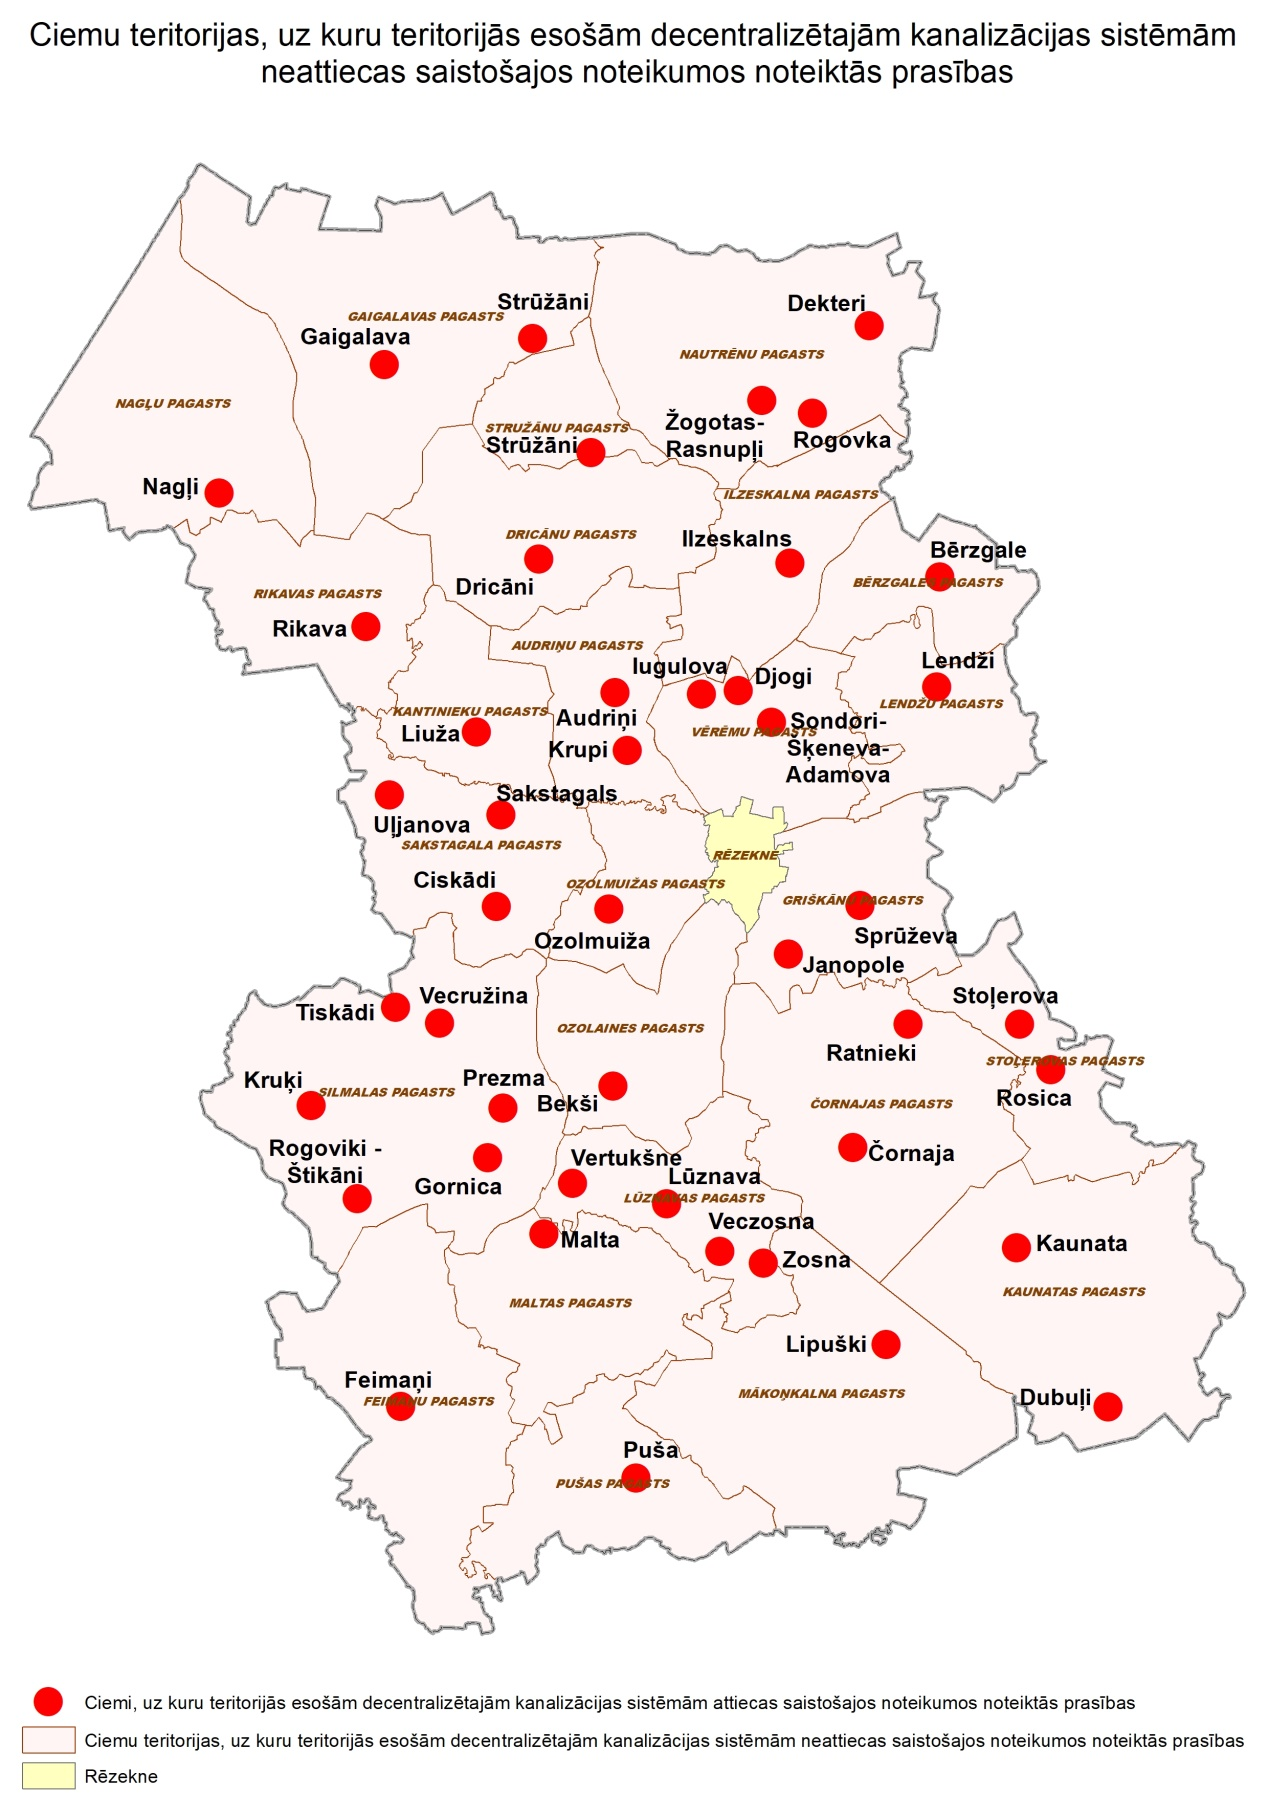 Ciemu teritorijas, uz kuru teritorijās esošām decentralizētajām kanalizācijas sistēmām
neattiecas saistošajos noteikumos noteiktās prasības
Strūžāni
Dekteri
GAIGALAVAS PAGASTS
Gaigalava
NAUTRĒNU PAGASTS
NAGĻU PAGASTS
Žogotas-
Rasnupļi
Rogovka
STRUŽĀNU PAGASTS
Strūžāni
Nagļi
ILZESKALNA PAGASTS
DRICĀNU PAGASTS
Ilzeskalns
Bērzgale
BĒRZGALES PAGASTS
Dricāni
RIKAVAS PAGASTS
Rikava
AUDRIŅU PAGASTS
Iugulova
Djogi
Lendži
LENDŽU PAGASTS
KANTINIEKU PAGASTS
Audriņi
Liuža
VĒRĒMU PAGASTS
Sondori-
Šķeneva-
Adamova
Krupi
Sakstagals
Uļjanova
SAKSTAGALA PAGASTS
RĒZEKNE
Ciskādi
OZOLMUIŽAS PAGASTS
GRIŠKĀNU PAGASTS
Ozolmuiža
Sprūževa
Janopole
Tiskādi
Vecružina
Stoļerova
OZOLAINES PAGASTS
Ratnieki
STOĻEROVAS PAGASTS
Kruķi
SILMALAS PAGASTS
Prezma
Bekši
Rosica
ČORNAJAS PAGASTS
Rogoviki -
Štikāni
Čornaja
Gornica
Vertukšne
Lūznava
LŪZNAVAS PAGASTS
Veczosna
Malta
Zosna
Kaunata
KAUNATAS PAGASTS
MALTAS PAGASTS
Lipuški
Feimaņi
FEIMAŅU PAGASTS
MĀKOŅKALNA PAGASTS
Dubuļi
Puša
PUŠAS PAGASTS
Ciemi, uz kuru teritorijās esošām decentralizētajām kanalizācijas sistēmām attiecas saistošajos noteikumos noteiktās prasības
Ciemu teritorijas, uz kuru teritorijās esošām decentralizētajām kanalizācijas sistēmām neattiecas saistošajos noteikumos noteiktās prasības
Rēzekne